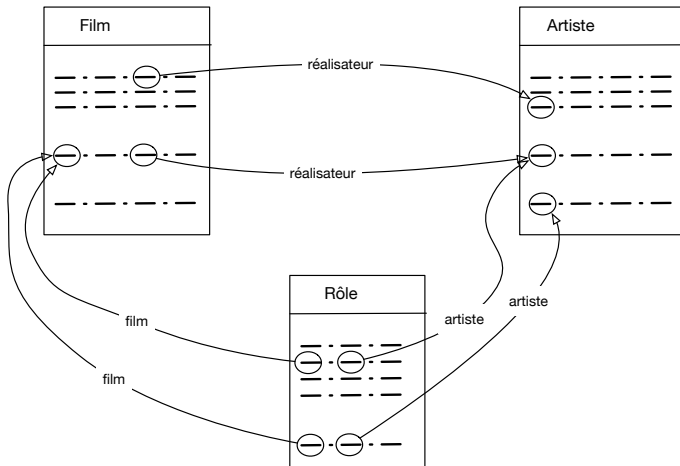 Film
Artiste
réalisateur
réalisateur
Rôle
artiste
artiste
film
film